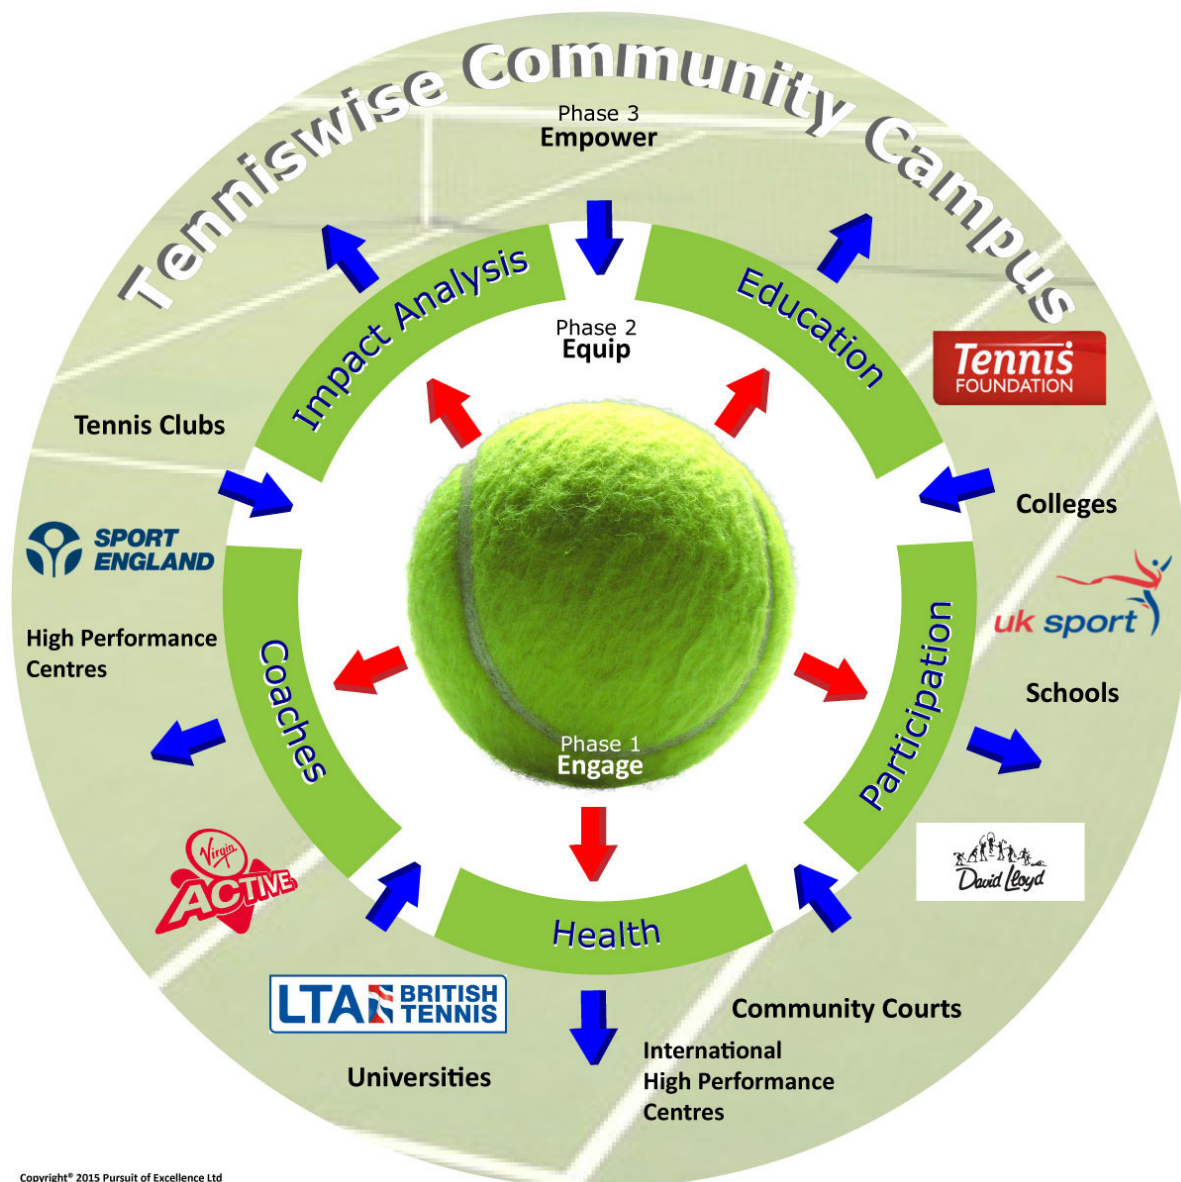 Tenniswise Community Campus
Phase 3
Empower
Impact Analysis
Education
Phase 2
Equip
Tennis
FOUNDATION
Tennis Clubs
Colleges
SPORT
ENGLAND
uk sport
High Performance
Centres
Coaches
Participation
Schools
Phase 1
Engage
Virgin
ACTIVE
David Lloyd
Health
LTA BRITISH
TENNIS
Community Courts
Universities
International
High Performance
Centres
Copyright® 2015 Pursuit of Excellence Ltd